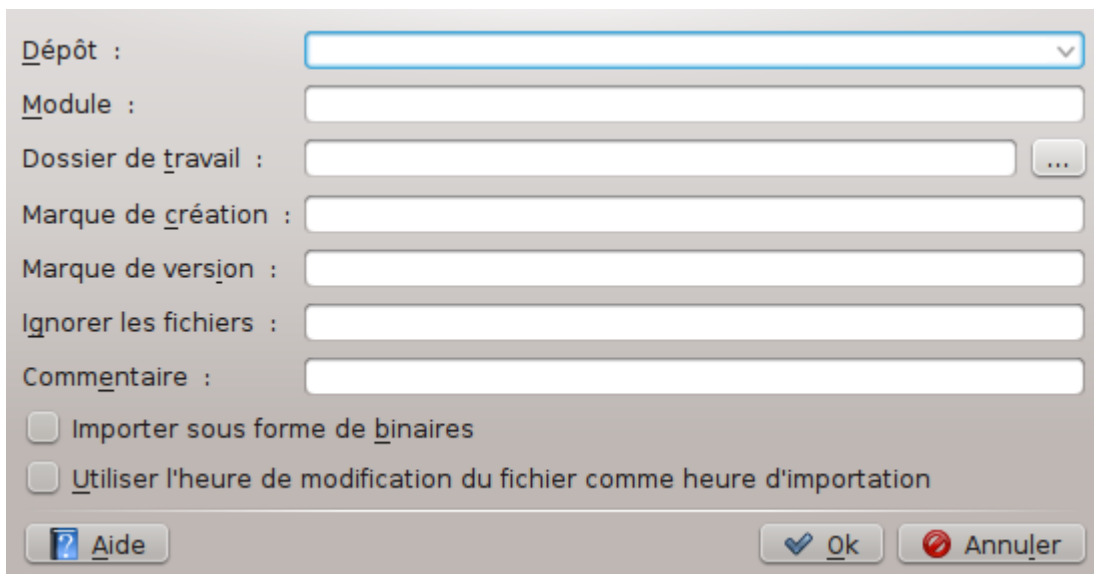 Dépôt :
Module :
Dossier de travail : ...
Marque de création :
Marque de version :
Ignorer les fichiers :
Commentaire :
Importer sous forme de binaires
Utiliser l'heure de modification du fichier comme heure d'importation
? Aide Ok Annuler